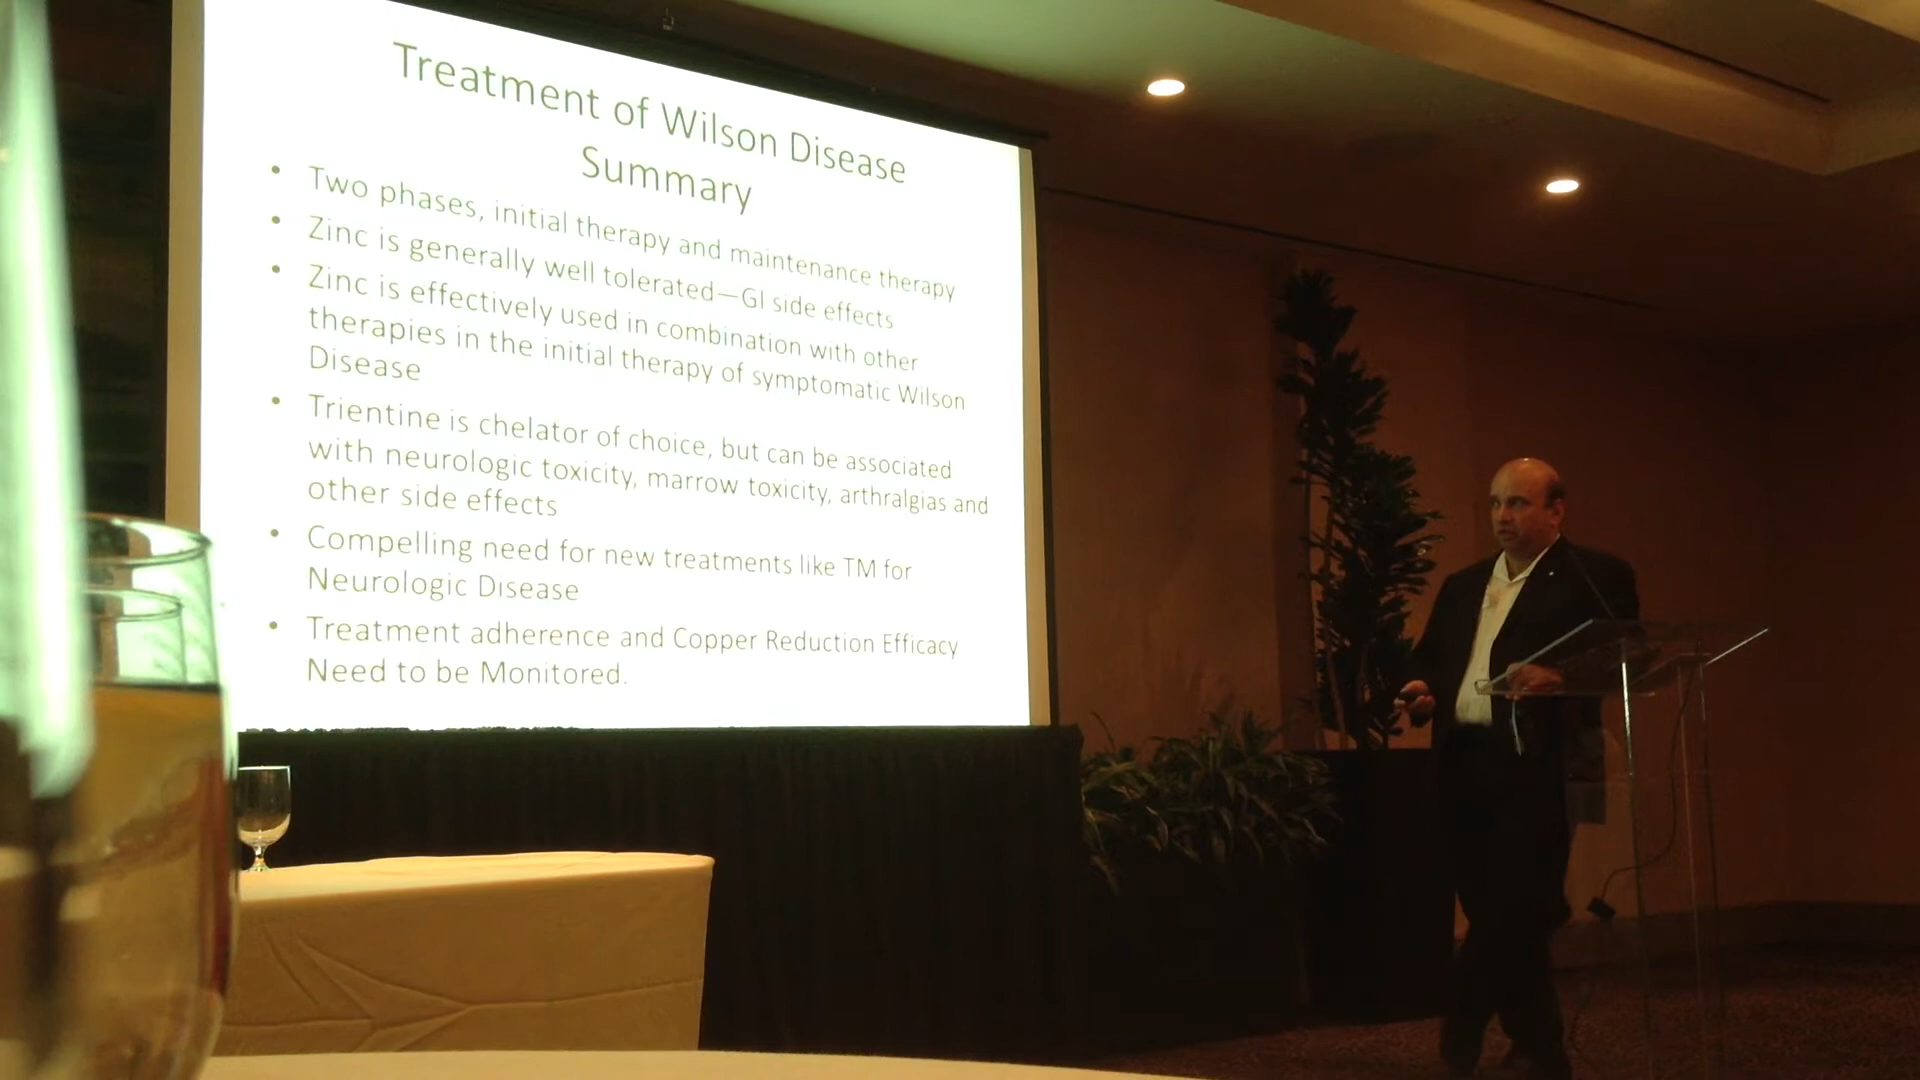 Treatment of Wilson Disease
Summary
• Two phases, initial therapy and maintenance therapy
• Zinc is generally well tolerated—GI side effects
• Zinc is effectively used in combination with other
therapies in the initial therapy of symptomatic Wilson
Disease
• Trientine is chelator of choice, but can be associated
with neurologic toxicity, marrow toxicity, arthralgias and
other side effects
• Compelling need for new treatments like TM for
Neurologic Disease
• Treatment adherence and Copper Reduction Efficacy
Need to be Monitored.